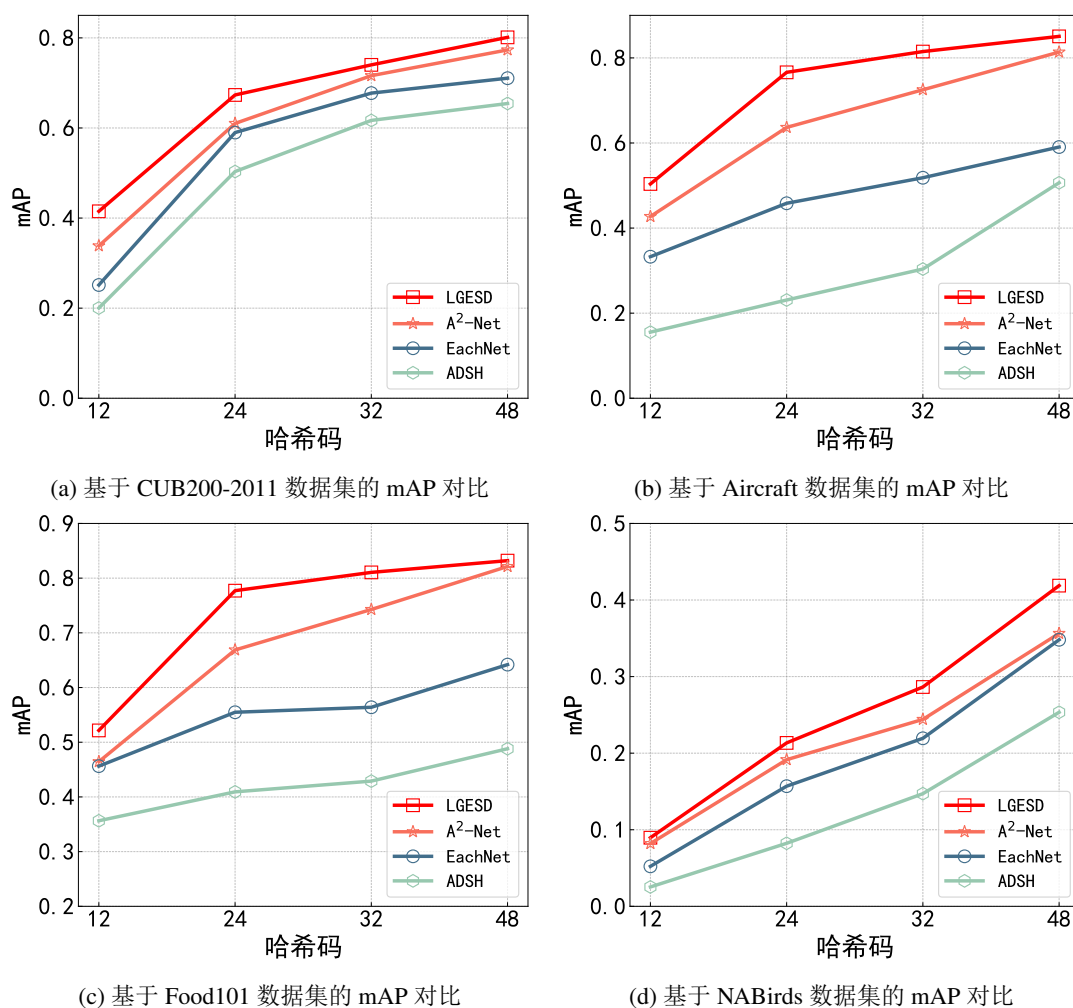 0.8
0.6
0.4
0.2
0.0
mAP
12 24 32 48
哈希码
LGESD
A²-Net
EachNet
ADSH
(a) 基于 CUB200-2011 数据集的 mAP 对比
0.8
0.6
0.4
0.2
0.0
mAP
12 24 32 48
哈希码
LGESD
A²-Net
EachNet
ADSH
(b) 基于 Aircraft 数据集的 mAP 对比
0.9
0.8
0.7
0.6
0.5
0.4
0.3
0.2
mAP
12 24 32 48
哈希码
LGESD
A²-Net
EachNet
ADSH
(c) 基于 Food101 数据集的 mAP 对比
0.5
0.4
0.3
0.2
0.1
0.0
mAP
12 24 32 48
哈希码
LGESD
A²-Net
EachNet
ADSH
(d) 基于 NABirds 数据集的 mAP 对比